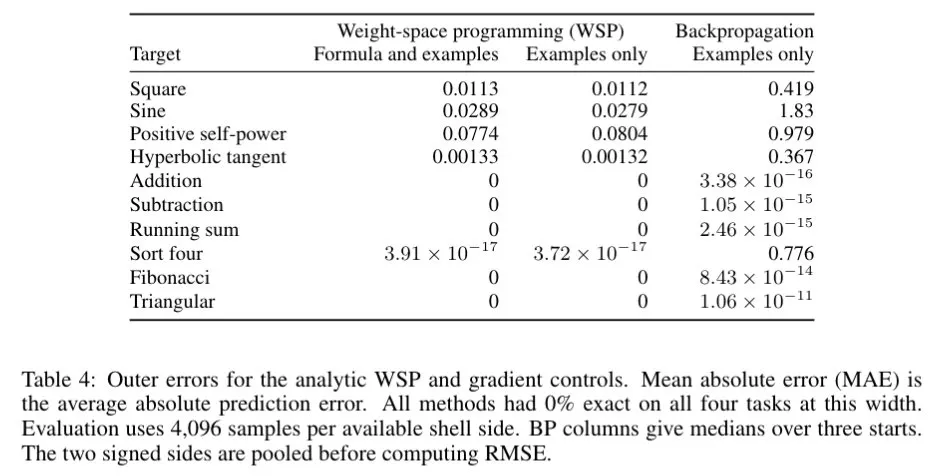 Weight-space programming (WSP) Backpropagation
Target Formula and examples Examples only Examples only
Square 0.0113 0.0112 0.419
Sine 0.0289 0.0279 1.83
Positive self-power 0.0774 0.0804 0.979
Hyperbolic tangent 0.00133 0.00132 0.367
Addition 0 0 3.38 × 10⁻¹⁶
Subtraction 0 0 1.05 × 10⁻¹⁵
Running sum 0 0 2.46 × 10⁻¹⁵
Sort four 3.91 × 10⁻¹⁷ 3.72 × 10⁻¹⁷ 0.776
Fibonacci 0 0 8.43 × 10⁻¹⁴
Triangular 0 0 1.06 × 10⁻¹¹
Table 4: Outer errors for the analytic WSP and gradient controls. Mean absolute error (MAE) is
the average absolute prediction error. All methods had 0% exact on all four tasks at this width.
Evaluation uses 4,096 samples per available shell side. BP columns give medians over three starts.
The two signed sides are pooled before computing RMSE.